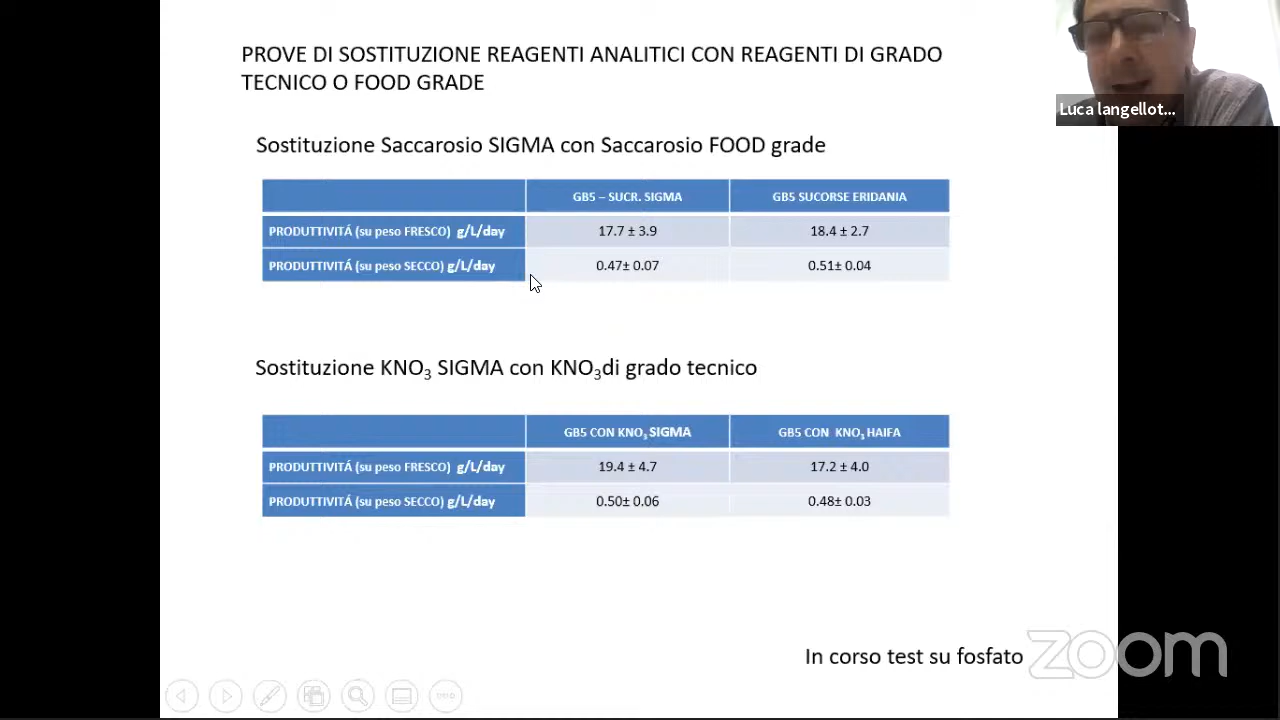 PROVE DI SOSTITUZIONE REAGENTI ANALITICI CON REAGENTI DI GRADO
TECNICO O FOOD GRADE
Luca langellot...
Sostituzione Saccarosio SIGMA con Saccarosio FOOD grade
GB5 – SUCR. SIGMA GB5 SUCORSE ERIDANIA
PRODUTTIVITÁ (su peso FRESCO) g/L/day 17.7 ± 3.9 18.4 ± 2.7
PRODUTTIVITÁ (su peso SECCO) g/L/day 0.47± 0.07 0.51± 0.04
Sostituzione KNO₃ SIGMA con KNO₃di grado tecnico
GB5 CON KNO₃ SIGMA GB5 CON KNO₃ HAIFA
PRODUTTIVITÁ (su peso FRESCO) g/L/day 19.4 ± 4.7 17.2 ± 4.0
PRODUTTIVITÁ (su peso SECCO) g/L/day 0.50± 0.06 0.48± 0.03
In corso test su fosfato
zoom